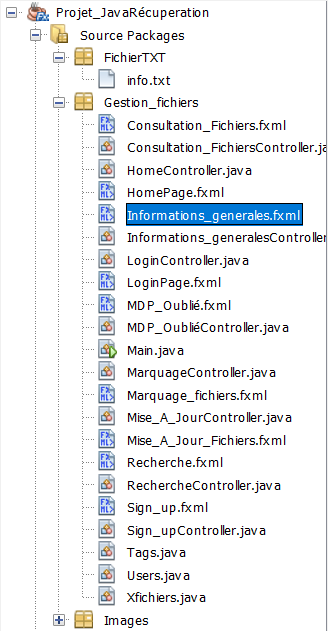 Projet_JavaRécuperation
Source Packages
FichierTXT
info.txt
Gestion_fichiers
Consultation_Fichiers.fxml
Consultation_FichiersController.ja
HomeController.java
HomePage.fxml
Informations_generales.fxml
Informations_generalesController
LoginController.java
LoginPage.fxml
MDP_Oublié.fxml
MDP_OubliéController.java
Main.java
MarquageController.java
Marquage_fichiers.fxml
Mise_A_JourController.java
Mise_A_Jour_Fichiers.fxml
Recherche.fxml
RechercheController.java
Sign_up.fxml
Sign_upController.java
Tags.java
Users.java
Xfichiers.java
Images